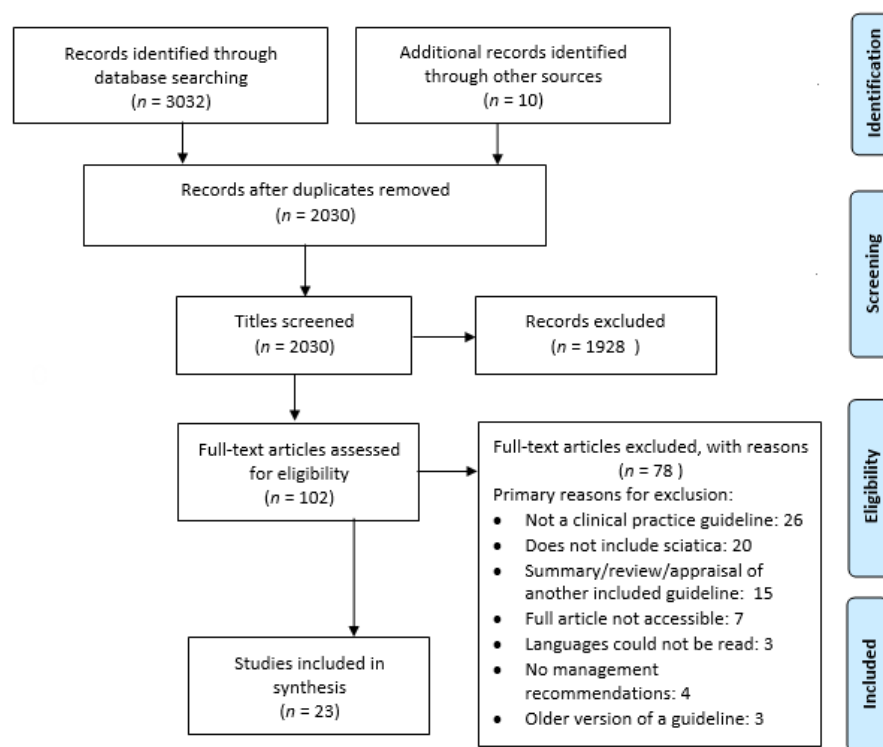 Records identified through
database searching
(n = 3032)
Additional records identified
through other sources
(n = 10)
Identification
Records after duplicates removed
(n = 2030)
Screening
Titles screened
(n = 2030)
Records excluded
(n = 1928 )
Full-text articles assessed
for eligibility
(n = 102)
Full-text articles excluded, with reasons
(n = 78 )
Primary reasons for exclusion:
• Not a clinical practice guideline: 26
• Does not include sciatica: 20
• Summary/review/appraisal of
another included guideline: 15
• Full article not accessible: 7
• Languages could not be read: 3
• No management
recommendations: 4
• Older version of a guideline: 3
Eligibility
Studies included in
synthesis
(n = 23)
Included